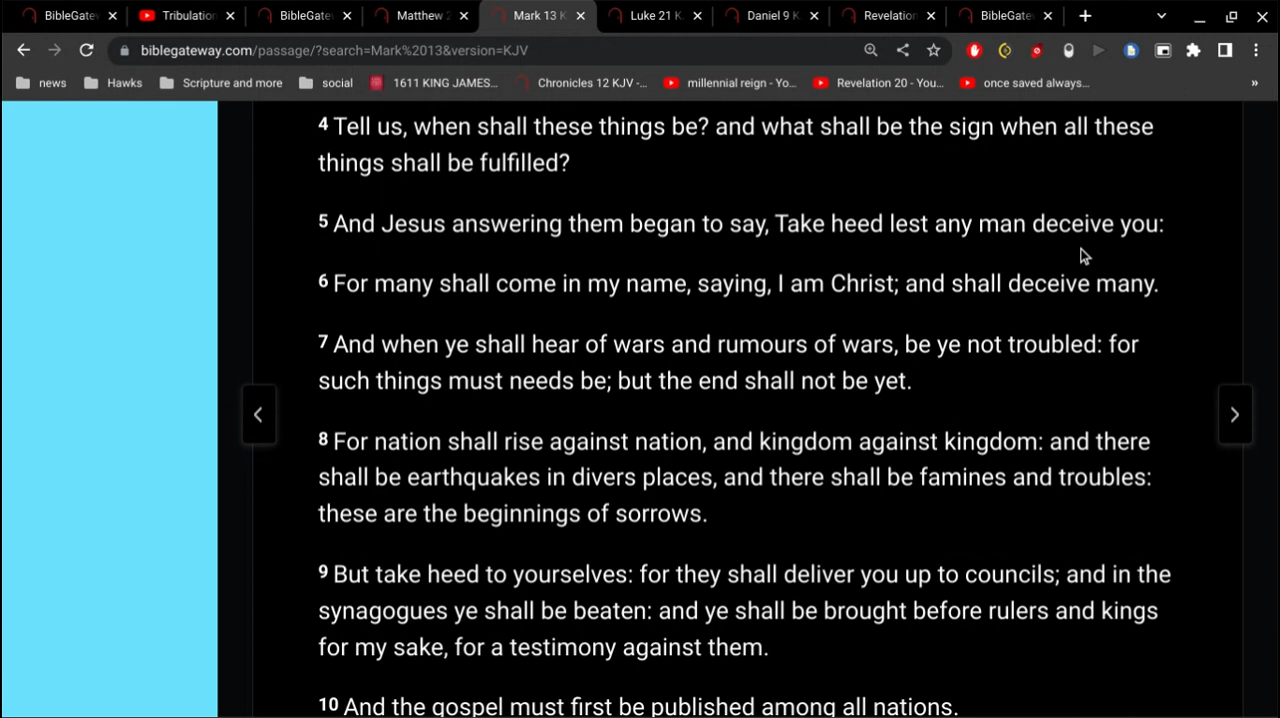 BibleGate
Tribulation
BibleGate
Matthew 2
Mark 13 K
Luke 21 K
Daniel 9 K
Revelation
BibleGate
biblegateway.com/passage/?search=Mark%2013&version=KJV
news
Hawks
Scripture and more
social
1611 KING JAMES...
Chronicles 12 KJV -...
millennial reign - Yo...
Revelation 20 - You...
once saved always...
»
4 Tell us, when shall these things be? and what shall be the sign when all these
things shall be fulfilled?
5 And Jesus answering them began to say, Take heed lest any man deceive you:
6 For many shall come in my name, saying, I am Christ; and shall deceive many.
7 And when ye shall hear of wars and rumours of wars, be ye not troubled: for
such things must needs be; but the end shall not be yet.
8 For nation shall rise against nation, and kingdom against kingdom: and there
shall be earthquakes in divers places, and there shall be famines and troubles:
these are the beginnings of sorrows.
9 But take heed to yourselves: for they shall deliver you up to councils; and in the
synagogues ye shall be beaten: and ye shall be brought before rulers and kings
for my sake, for a testimony against them.
10 And the gospel must first be published among all nations.